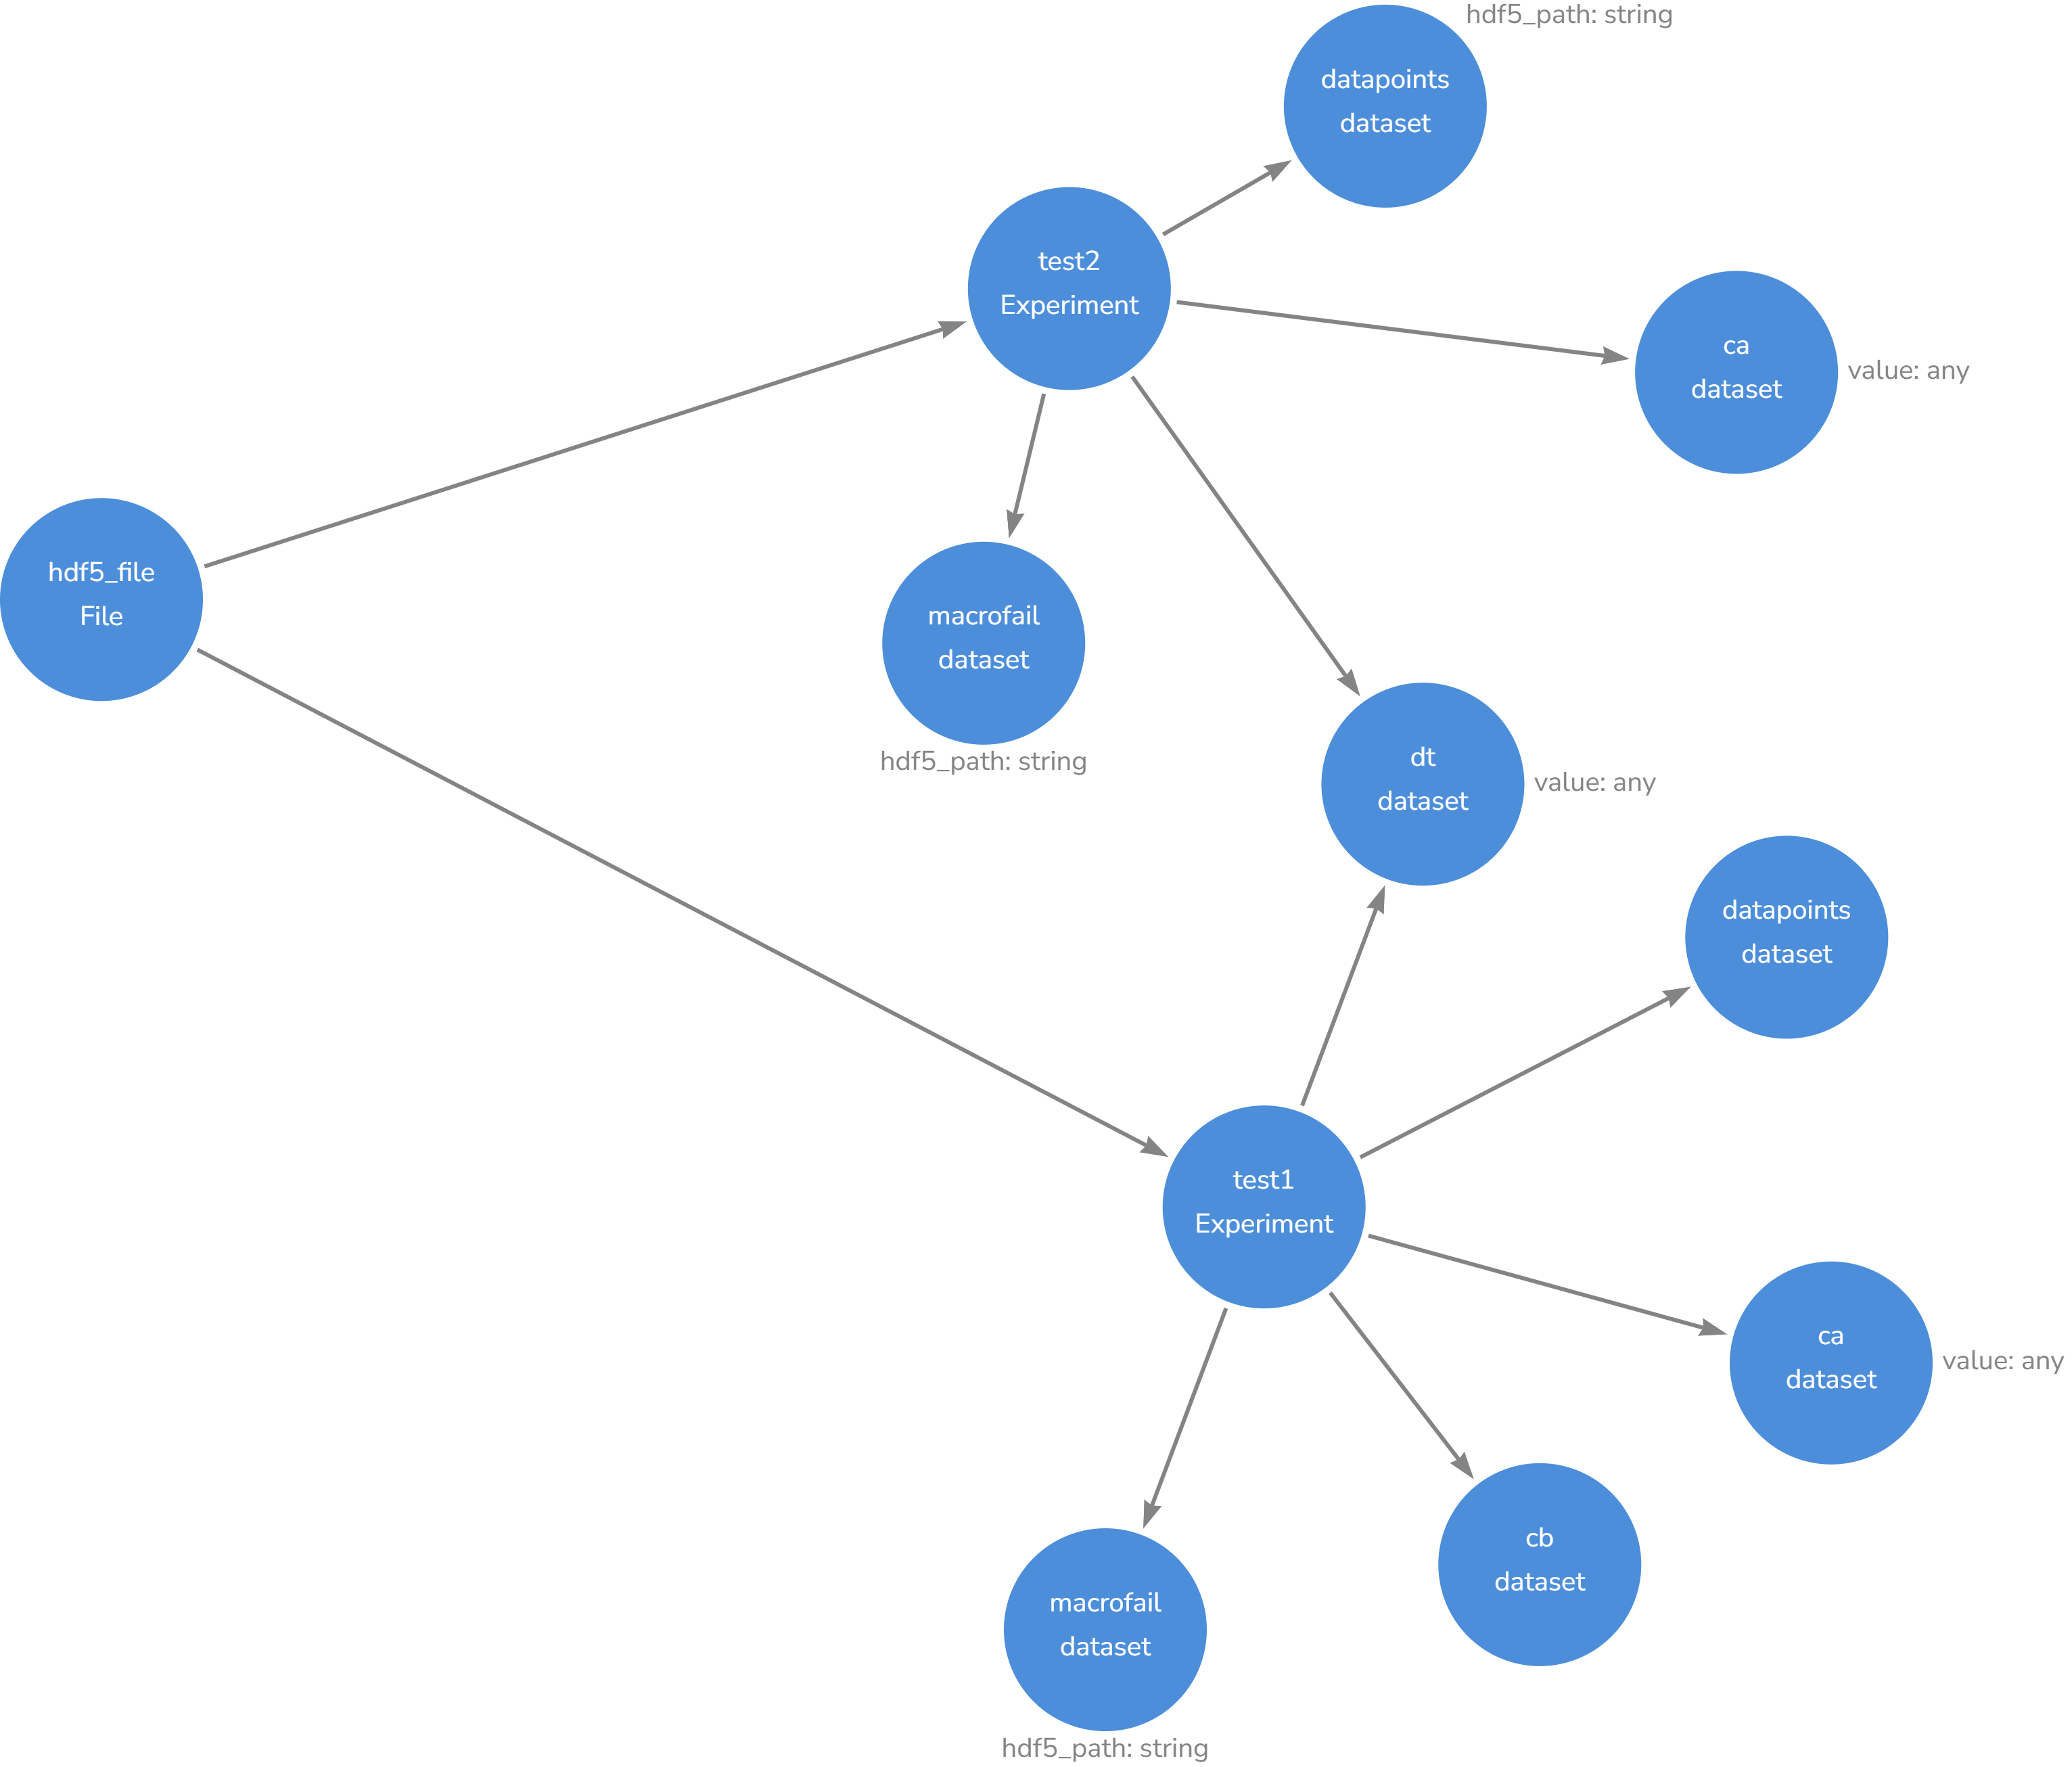 hdf5_path: string
datapoints
dataset
test2
Experiment
ca
dataset
value: any
hdf5_file
File
macrofail
dataset
hdf5_path: string
dt
dataset
value: any
datapoints
dataset
test1
Experiment
ca
dataset
value: any
cb
dataset
macrofail
dataset
hdf5_path: string